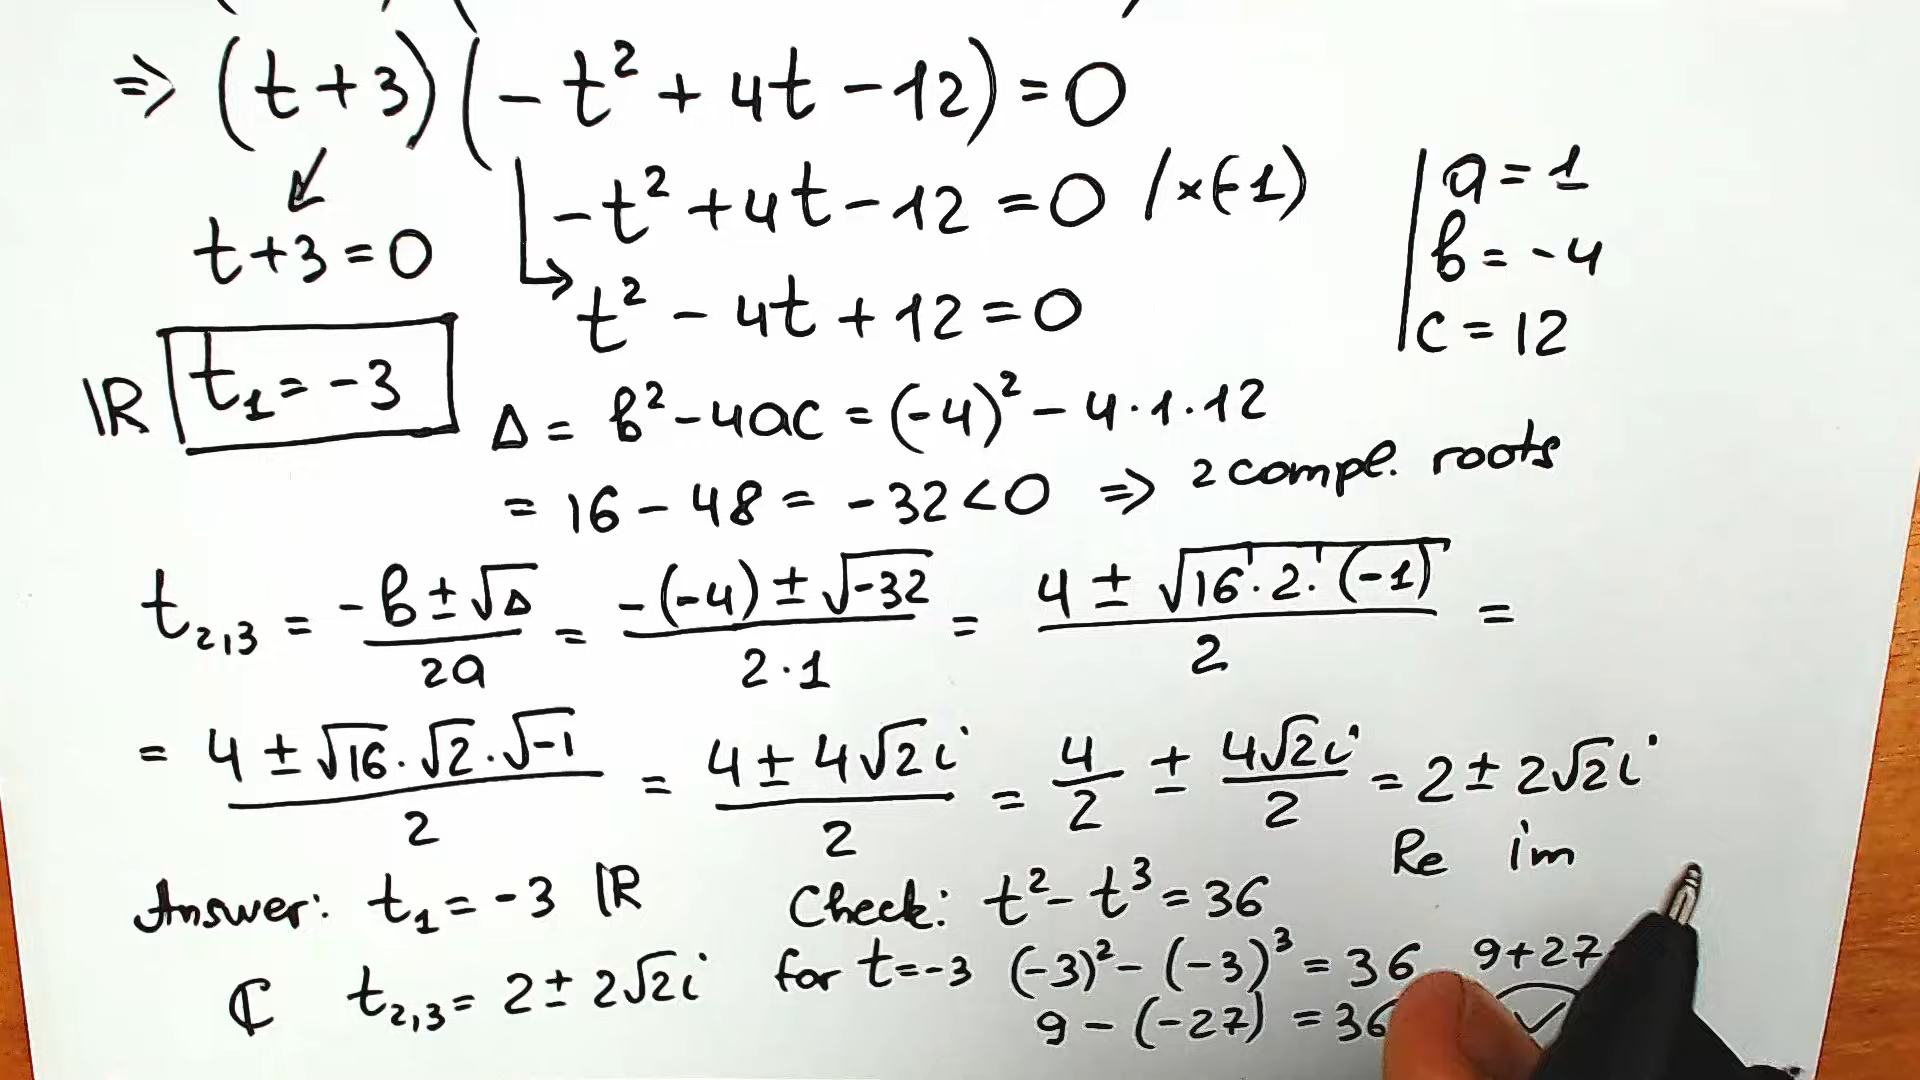 => (t+3)(-t²+4t-12)=0
t+3=0
-t²+4t-12=0 /×(-1)
t²-4t+12=0
a=1
b=-4
c=12
ℝ t₁=-3
Δ=b²-4ac=(-4)²-4·1·12
=16-48=-32<0 => 2 compl. roots
t₂,₃=(-b±√Δ)/2a=(-(-4)±√-32)/2·1=(4±√16·2·(-1))/2=
=(4±√16·√2·√-1)/2=(4±4√2i)/2=4/2±4√2i/2=2±2√2i
Re im
Answer: t₁=-3 ℝ
ℂ t₂,₃=2±2√2i
Check: t²-t³=36
for t=-3 (-3)²-(-3)³=36
9-(-27)=36
9+27